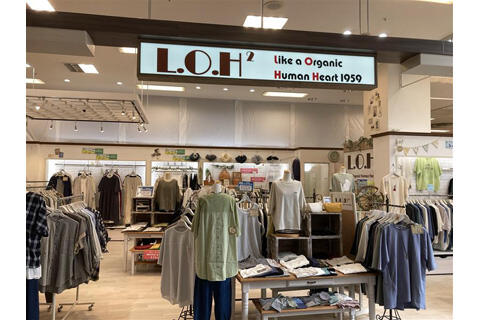 L.O.H²
Like a Organic
Human Heart 1959
L.O.H